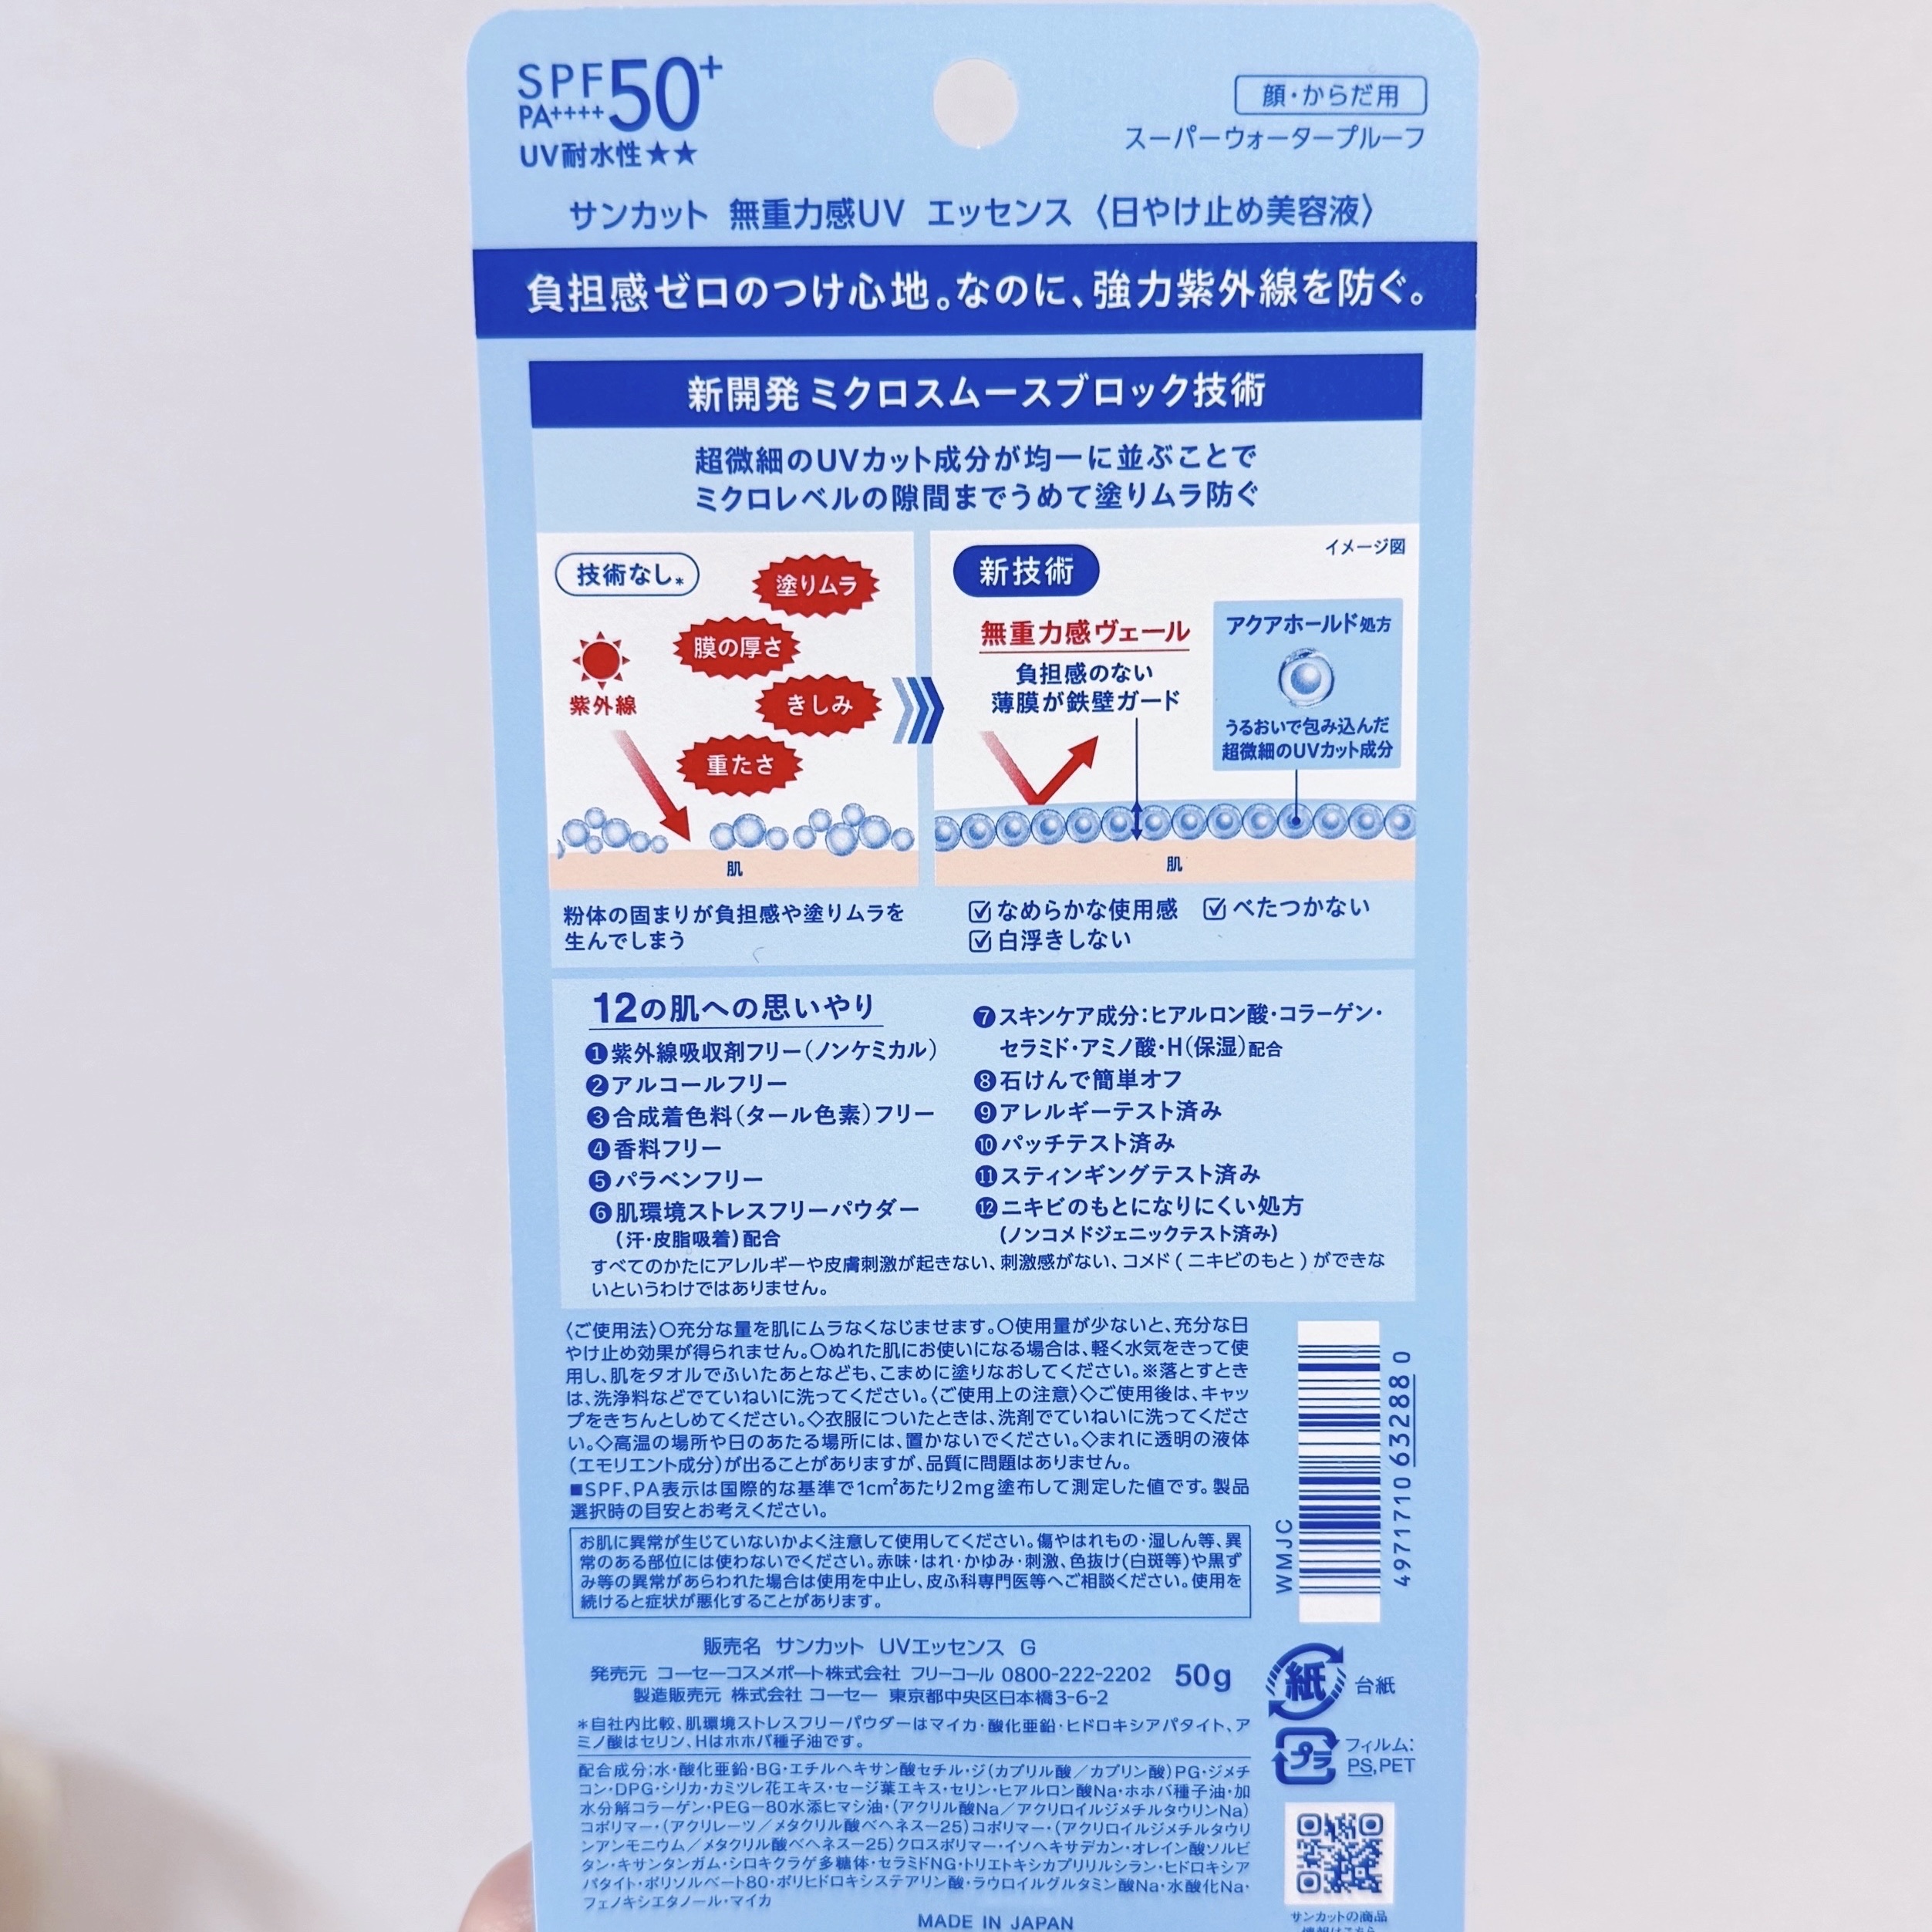 SPF50+
PA++++
UV耐水性★★
顔・からだ用
スーパーウォータープルーフ
サンカット 無重力感UV エッセンス〈日やけ止め美容液〉
負担感ゼロのつけ心地。なのに、強力紫外線を防ぐ。
新開発 ミクロスムースブロック技術
超微細のUVカット成分が均一に並ぶことで
ミクロレベルの隙間までうめて塗りムラ防ぐ
技術なし*
塗りムラ
膜の厚さ
きしみ
重たさ
紫外線
肌
粉体の固まりが負担感や塗りムラを
生んでしまう
新技術
イメージ図
無重力感ヴェール
負担感のない
薄膜が鉄壁ガード
アクアホールド処方
うるおいで包み込んだ
超微細のUVカット成分
肌
☑なめらかな使用感 ☑べたつかない
☑白浮きしない
12の肌への思いやり
❶紫外線吸収剤フリー(ノンケミカル)
❷アルコールフリー
❸合成着色料(タール色素)フリー
❹香料フリー
❺パラベンフリー
❻肌環境ストレスフリーパウダー
(汗・皮脂吸着)配合
❼スキンケア成分:ヒアルロン酸・コラーゲン・
セラミド・アミノ酸・H(保湿)配合
❽石けんで簡単オフ
❾アレルギーテスト済み
❿パッチテスト済み
⓫スティンギングテスト済み
⓬ニキビのもとになりにくい処方
(ノンコメドジェニックテスト済み)
すべてのかたにアレルギーや皮膚刺激が起きない、刺激感がない、コメド(ニキビのもと)ができな
いというわけではありません。
〈ご使用法〉○充分な量を肌にムラなくなじませます。○使用量が少ないと、充分な日
やけ止め効果が得られません。○ぬれた肌にお使いになる場合は、軽く水気をきって使
用し、肌をタオルでふいたあとなども、こまめに塗りなおしてください。※落とすとき
は、洗浄料などでていねいに洗ってください。〈ご使用上の注意〉◇ご使用後は、キャッ
プをきちんとしめてください。◇衣服についたときは、洗剤でていねいに洗ってくださ
い。◇高温の場所や日のあたる場所には、置かないでください。◇まれに透明の液体
(エモリエント成分)が出ることがありますが、品質に問題はありません。
■SPF、PA表示は国際的な基準で1cm²あたり2mg塗布して測定した値です。製品
選択時の目安とお考えください。
お肌に異常が生じていないかよく注意して使用してください。傷やはれもの・湿しん等、異
常のある部位には使わないでください。赤味・はれ・かゆみ・刺激、色抜け(白斑等)や黒ず
み等の異常があらわれた場合は使用を中止し、皮ふ科専門医等へご相談ください。使用を
続けると症状が悪化することがあります。
WMJC
4971710632880
販売名 サンカット UVエッセンス G
発売元 コーセーコスメポート株式会社 フリーコール 0800-222-2202
製造販売元 株式会社 コーセー 東京都中央区日本橋3-6-2
50g
*自社内比較、肌環境ストレスフリーパウダーはマイカ・酸化亜鉛・ヒドロキシアパタイト、ア
ミノ酸はセリン、Hはホホバ種子油です。
配合成分:水・酸化亜鉛・BG・エチルヘキサン酸セチル・ジ(カプリル酸/カプリン酸)PG・ジメチ
コン・DPG・シリカ・カミツレ花エキス・セージ葉エキス・セリン・ヒアルロン酸Na・ホホバ種子油・加
水分解コラーゲン・PEG-80水添ヒマシ油・(アクリル酸Na/アクリロイルジメチルタウリンNa)
コポリマー・(アクリレーツ/メタクリル酸ベヘネス-25)コポリマー・(アクリロイルジメチルタウリ
ンアンモニウム/メタクリル酸ベヘネス-25)クロスポリマー・イソヘキサデカン・オレイン酸ソルビ
タン・キサンタンガム・シロキクラゲ多糖体・セラミドNG・トリエトキシカプリリルシラン・ヒドロキシア
パタイト・ポリソルベート80・ポリヒドロキシステアリン酸・ラウロイルグルタミン酸Na・水酸化Na・
フェノキシエタノール・マイカ
紙 台紙
プラ フィルム:
PS,PET
サンカットの商品
情報はこちら
MADE IN JAPAN